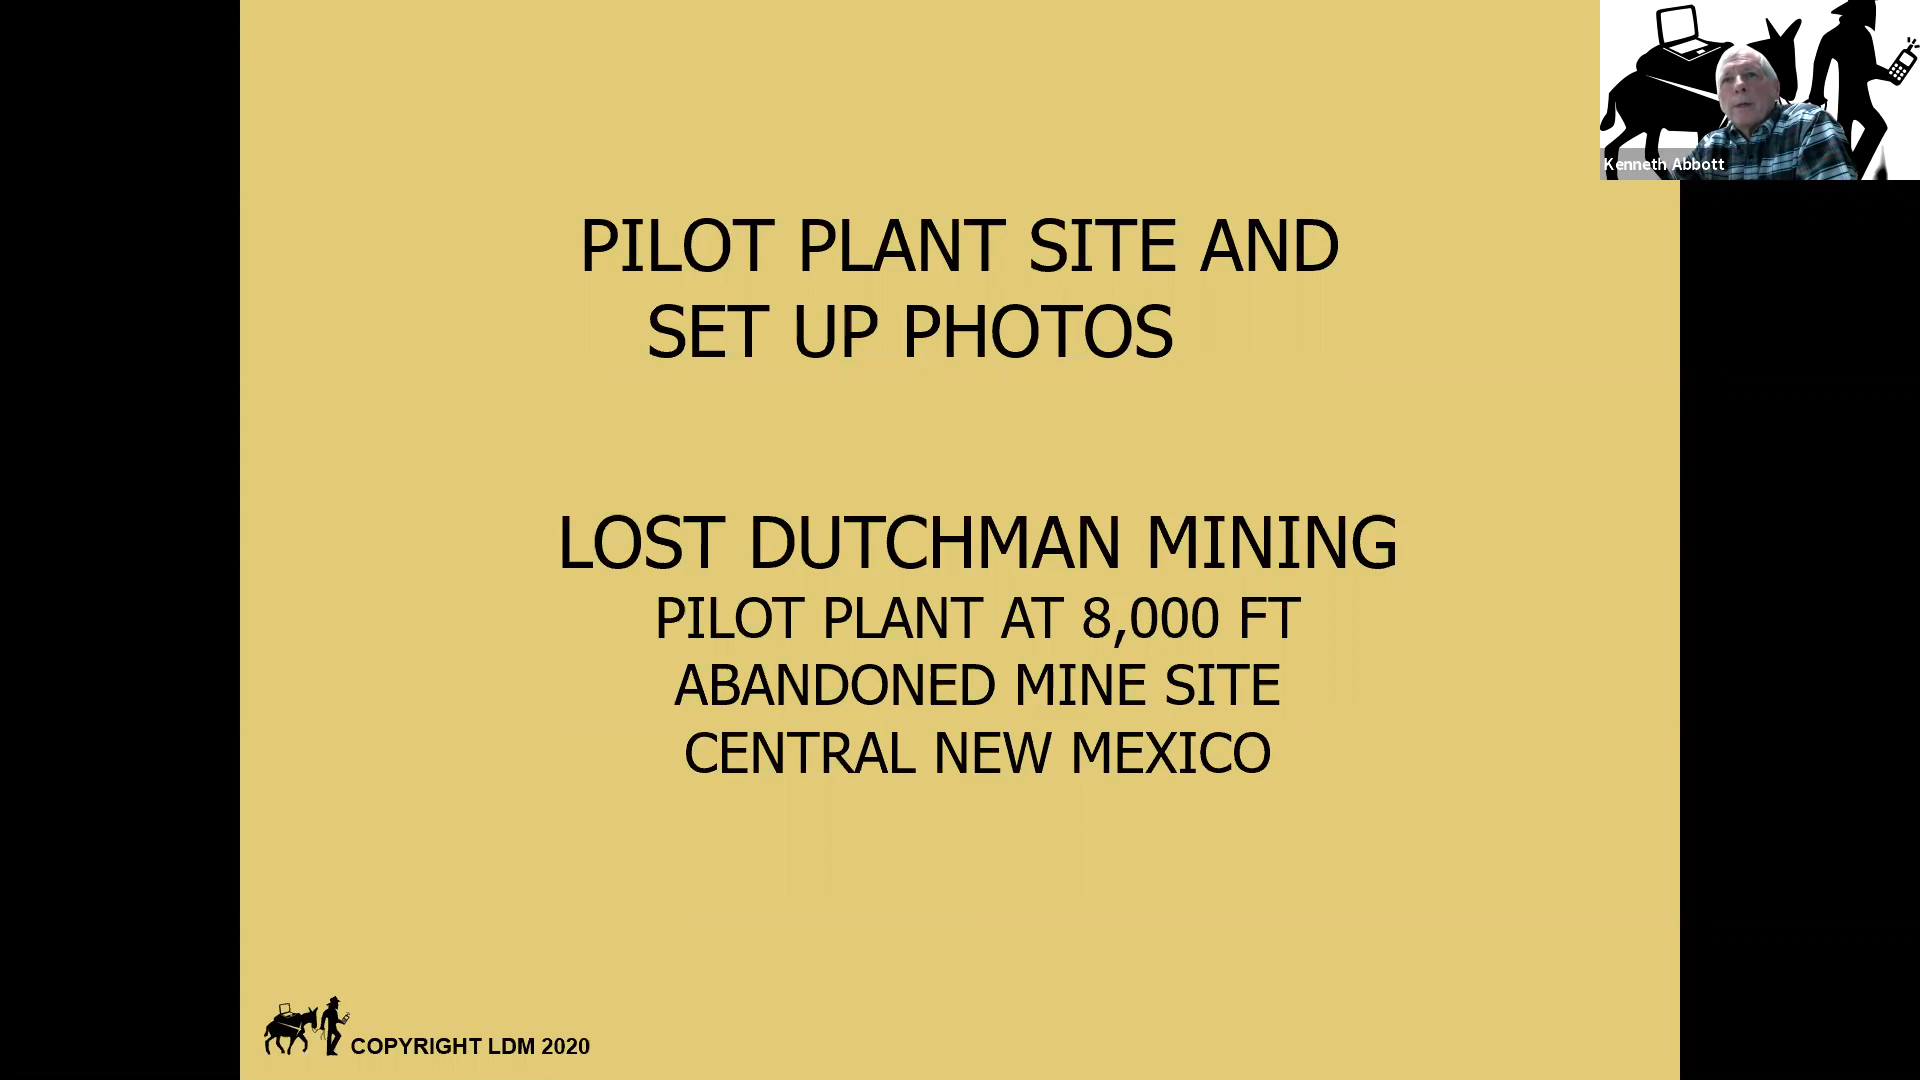 PILOT PLANT SITE AND
SET UP PHOTOS
LOST DUTCHMAN MINING
PILOT PLANT AT 8,000 FT
ABANDONED MINE SITE
CENTRAL NEW MEXICO
COPYRIGHT LDM 2020
Kenneth Abbott